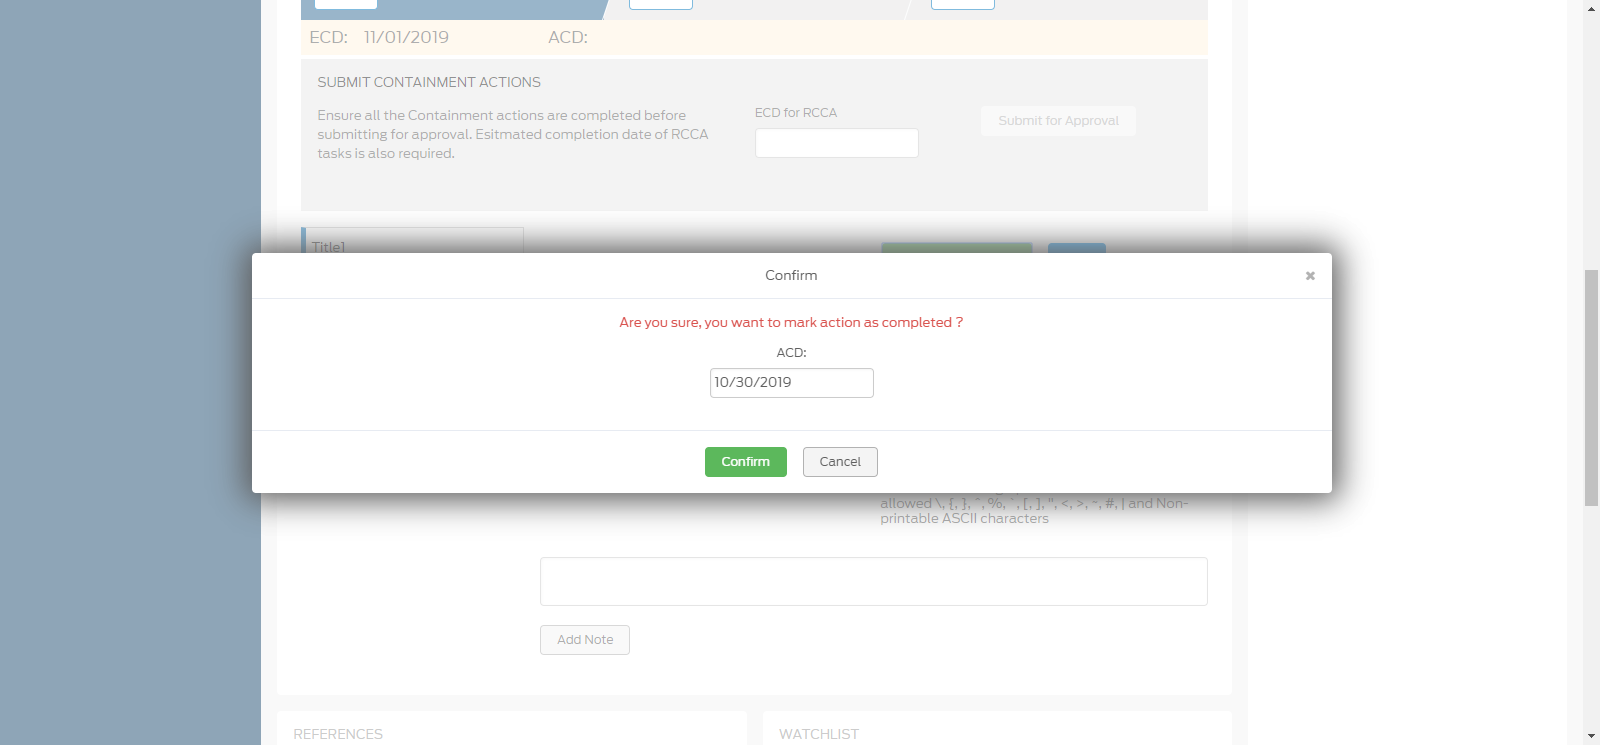 ECD: 11/01/2019 ACD:
SUBMIT CONTAINMENT ACTIONS
Ensure all the Containment actions are completed before
submitting for approval. Esitmated completion date of RCCA
tasks is also required.
ECD for RCCA
Submit for Approval
Title1
Confirm
Are you sure, you want to mark action as completed ?
ACD:
10/30/2019
Confirm Cancel
allowed \, {, }, ^, %, `, [, ], ", <, >, ~, #, | and Non-
printable ASCII characters
Add Note
REFERENCES
WATCHLIST